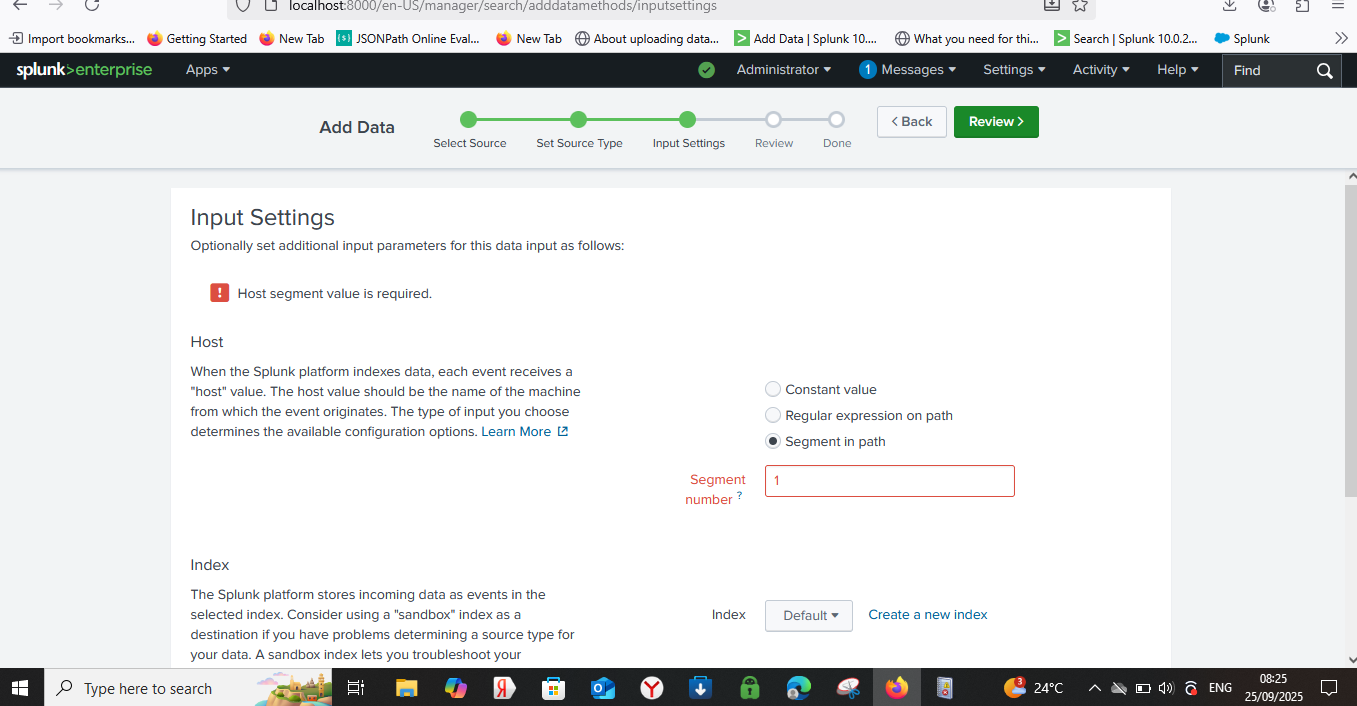 localhost:8000/en-US/manager/search/adddatamethods/inputsettings
Import bookmarks... Getting Started New Tab JSONPath Online Eval... New Tab About uploading data... Add Data | Splunk 10.... What you need for thi... Search | Splunk 10.0.2... Splunk
splunk>enterprise Apps Administrator 1 Messages Settings Activity Help Find
Add Data
Select Source Set Source Type Input Settings Review Done
< Back Review >
Input Settings
Optionally set additional input parameters for this data input as follows:
! Host segment value is required.
Host
When the Splunk platform indexes data, each event receives a
"host" value. The host value should be the name of the machine
from which the event originates. The type of input you choose
determines the available configuration options. Learn More
Constant value
Regular expression on path
Segment in path
Segment
number ?
1
Index
The Splunk platform stores incoming data as events in the
selected index. Consider using a "sandbox" index as a
destination if you have problems determining a source type for
your data. A sandbox index lets you troubleshoot your
Index Default Create a new index
Type here to search
Я
Y
3
24°C
ENG
08:25
25/09/2025